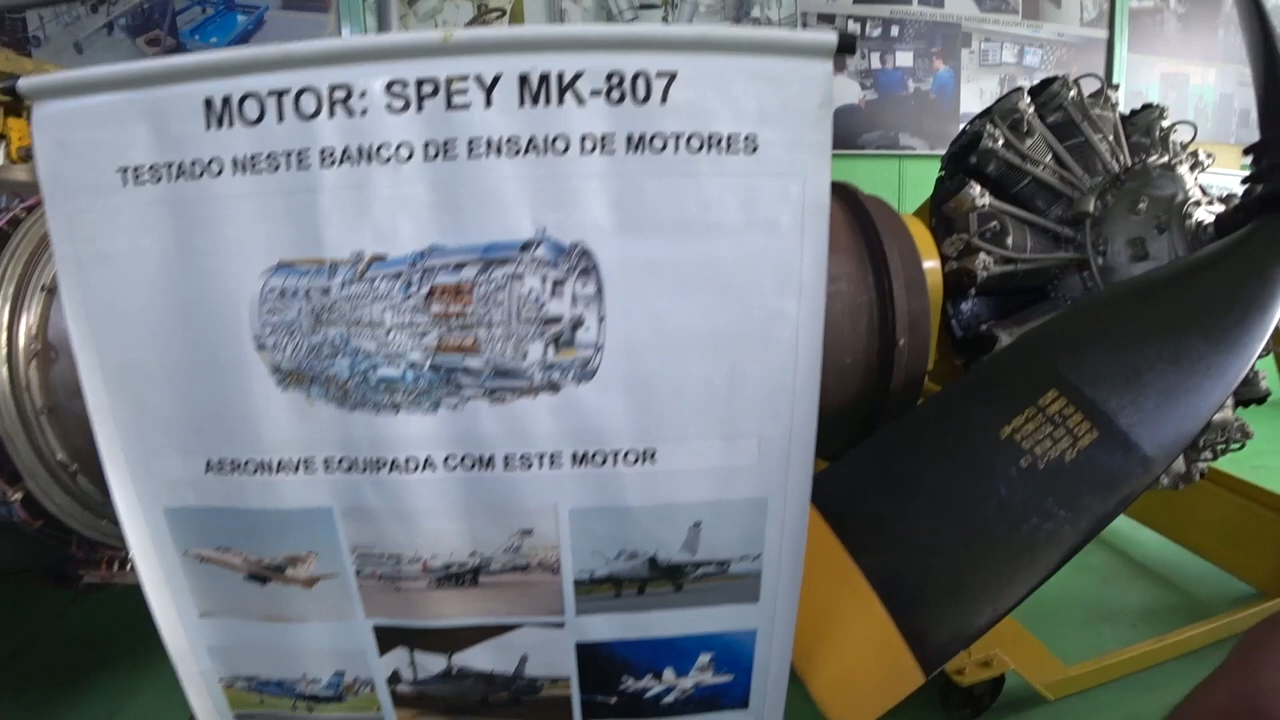 MOTOR: SPEY MK-807
TESTADO NESTE BANCO DE ENSAIO DE MOTORES
AERONAVE EQUIPADA COM ESTE MOTOR